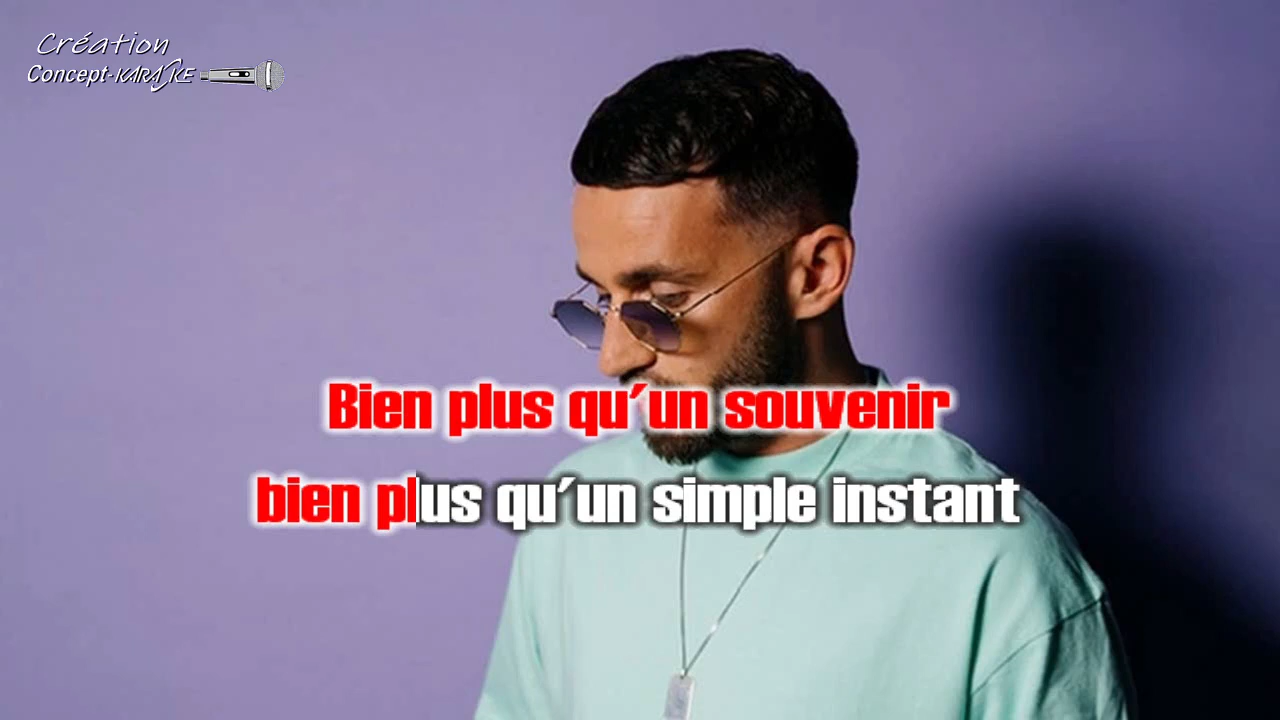 Création
Concept-KARAOKE
Bien plus qu'un souvenir
bien plus qu'un simple instant